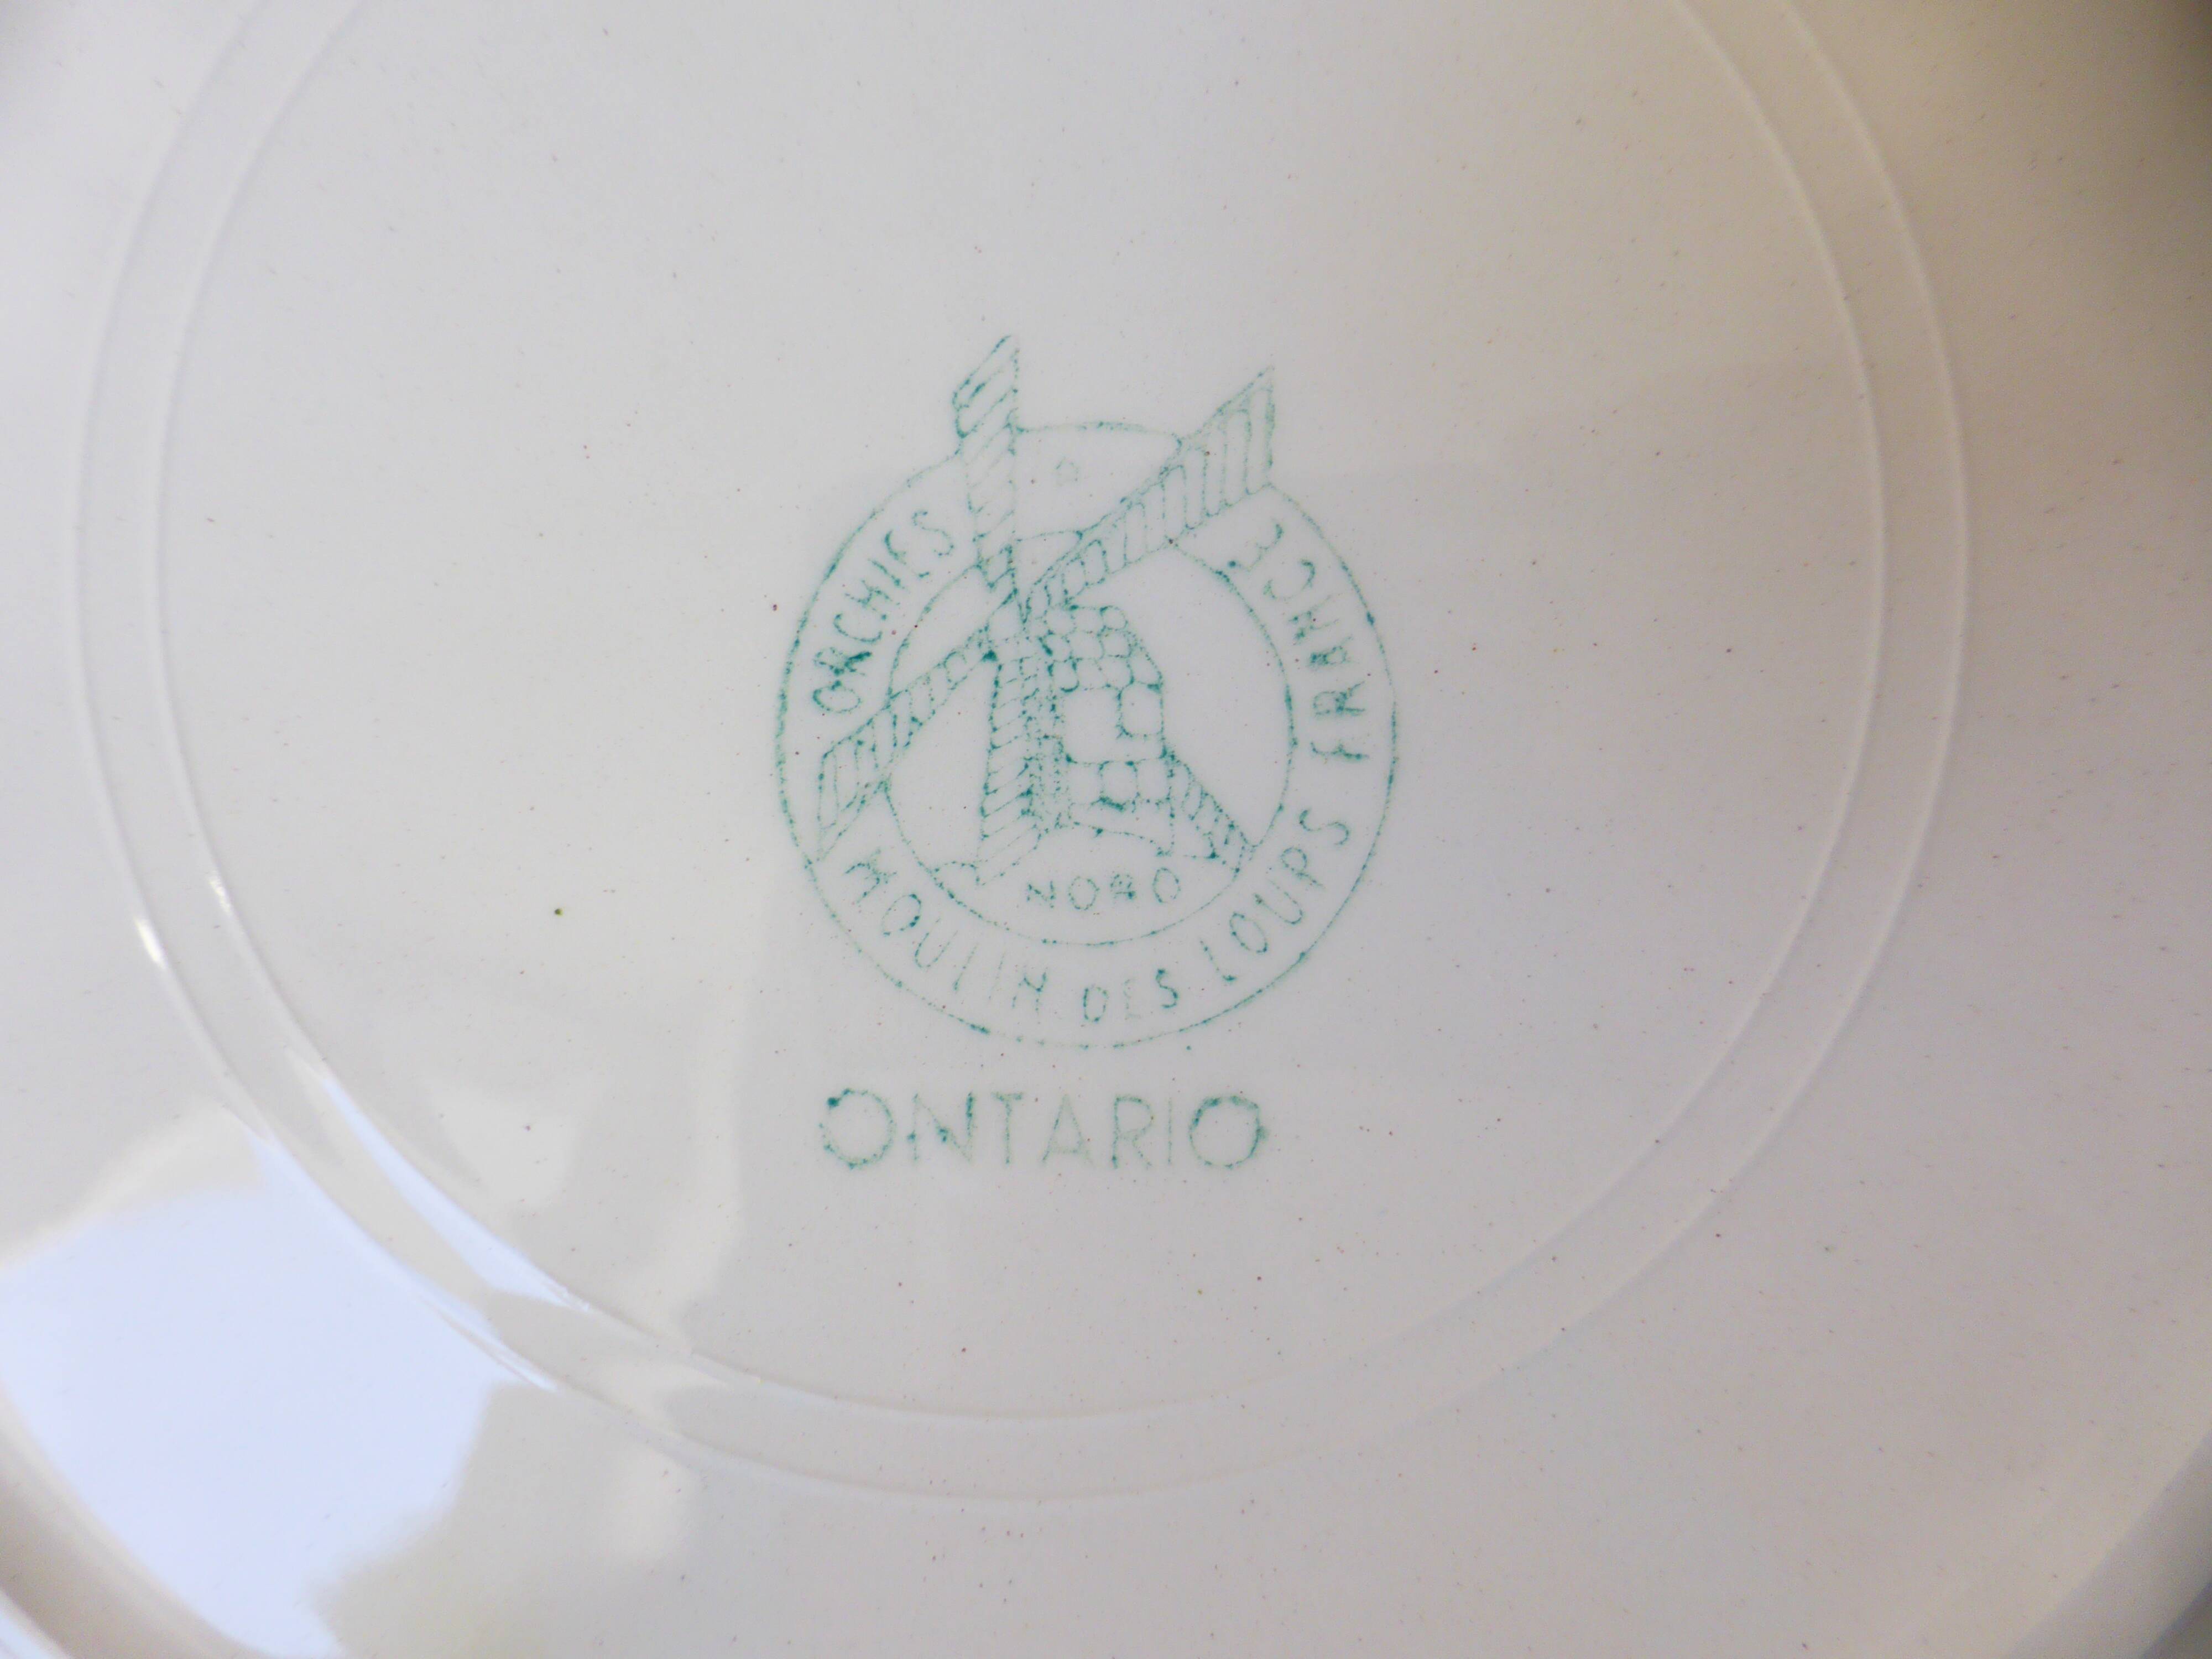 ORCHIES
FRANCE
MOULIN DES LOUPS
NORD
ONTARIO